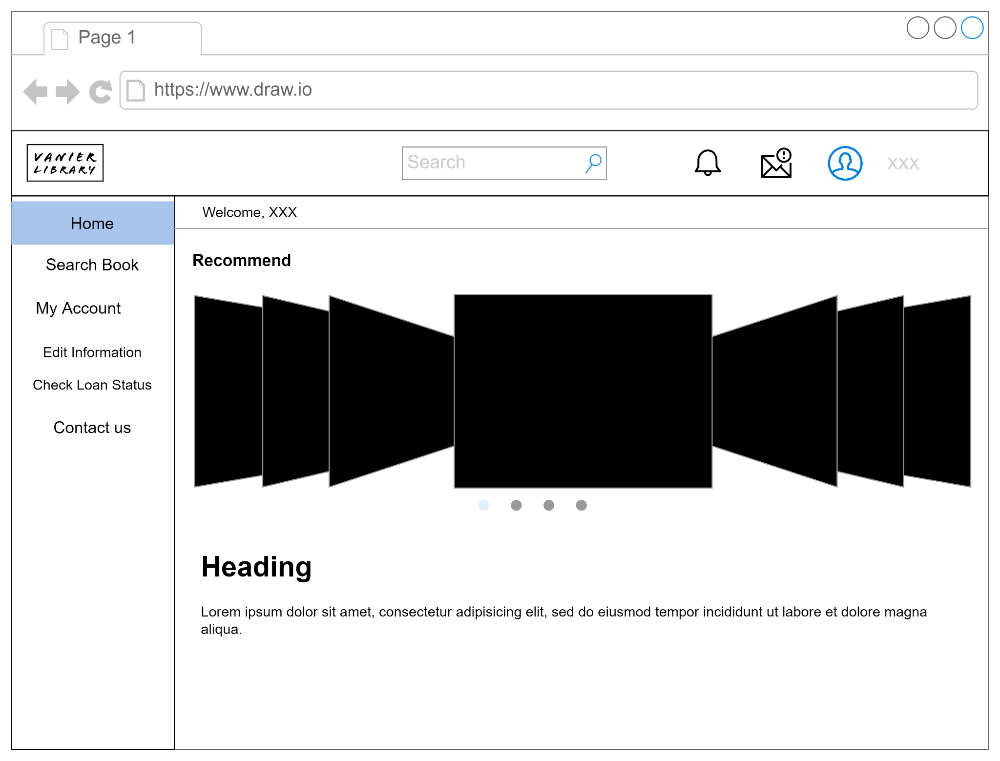 Page 1
https://www.draw.io
VANIER
LIBRARY
Search
XXX
Home
Search Book
My Account
Edit Information
Check Loan Status
Contact us
Welcome, XXX
Recommend
Heading
Lorem ipsum dolor sit amet, consectetur adipisicing elit, sed do eiusmod tempor incididunt ut labore et dolore magna
aliqua.